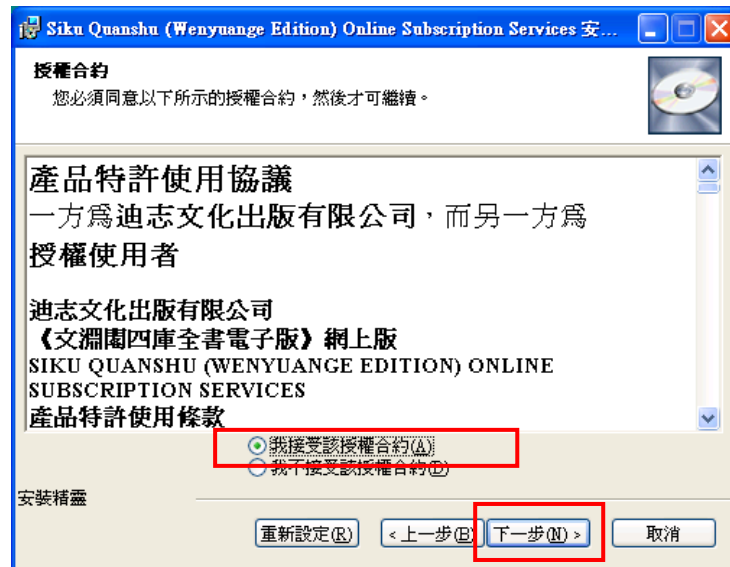 Siku Quanshu (Wenyuange Edition) Online Subscription Services 安...
授權合約
您必須同意以下所示的授權合約，然後才可繼續。
產品特許使用協議
一方爲迪志文化出版有限公司，而另一方爲
授權使用者
迪志文化出版有限公司
《文淵閣四庫全書電子版》網上版
SIKU QUANSHU (WENYUANGE EDITION) ONLINE
SUBSCRIPTION SERVICES
產品特許使用條款
我接受該授權合約(A)
我不接受該授權合約(D)
安裝精靈
重新設定(R) < 上一步(B) 下一步(N) > 取消